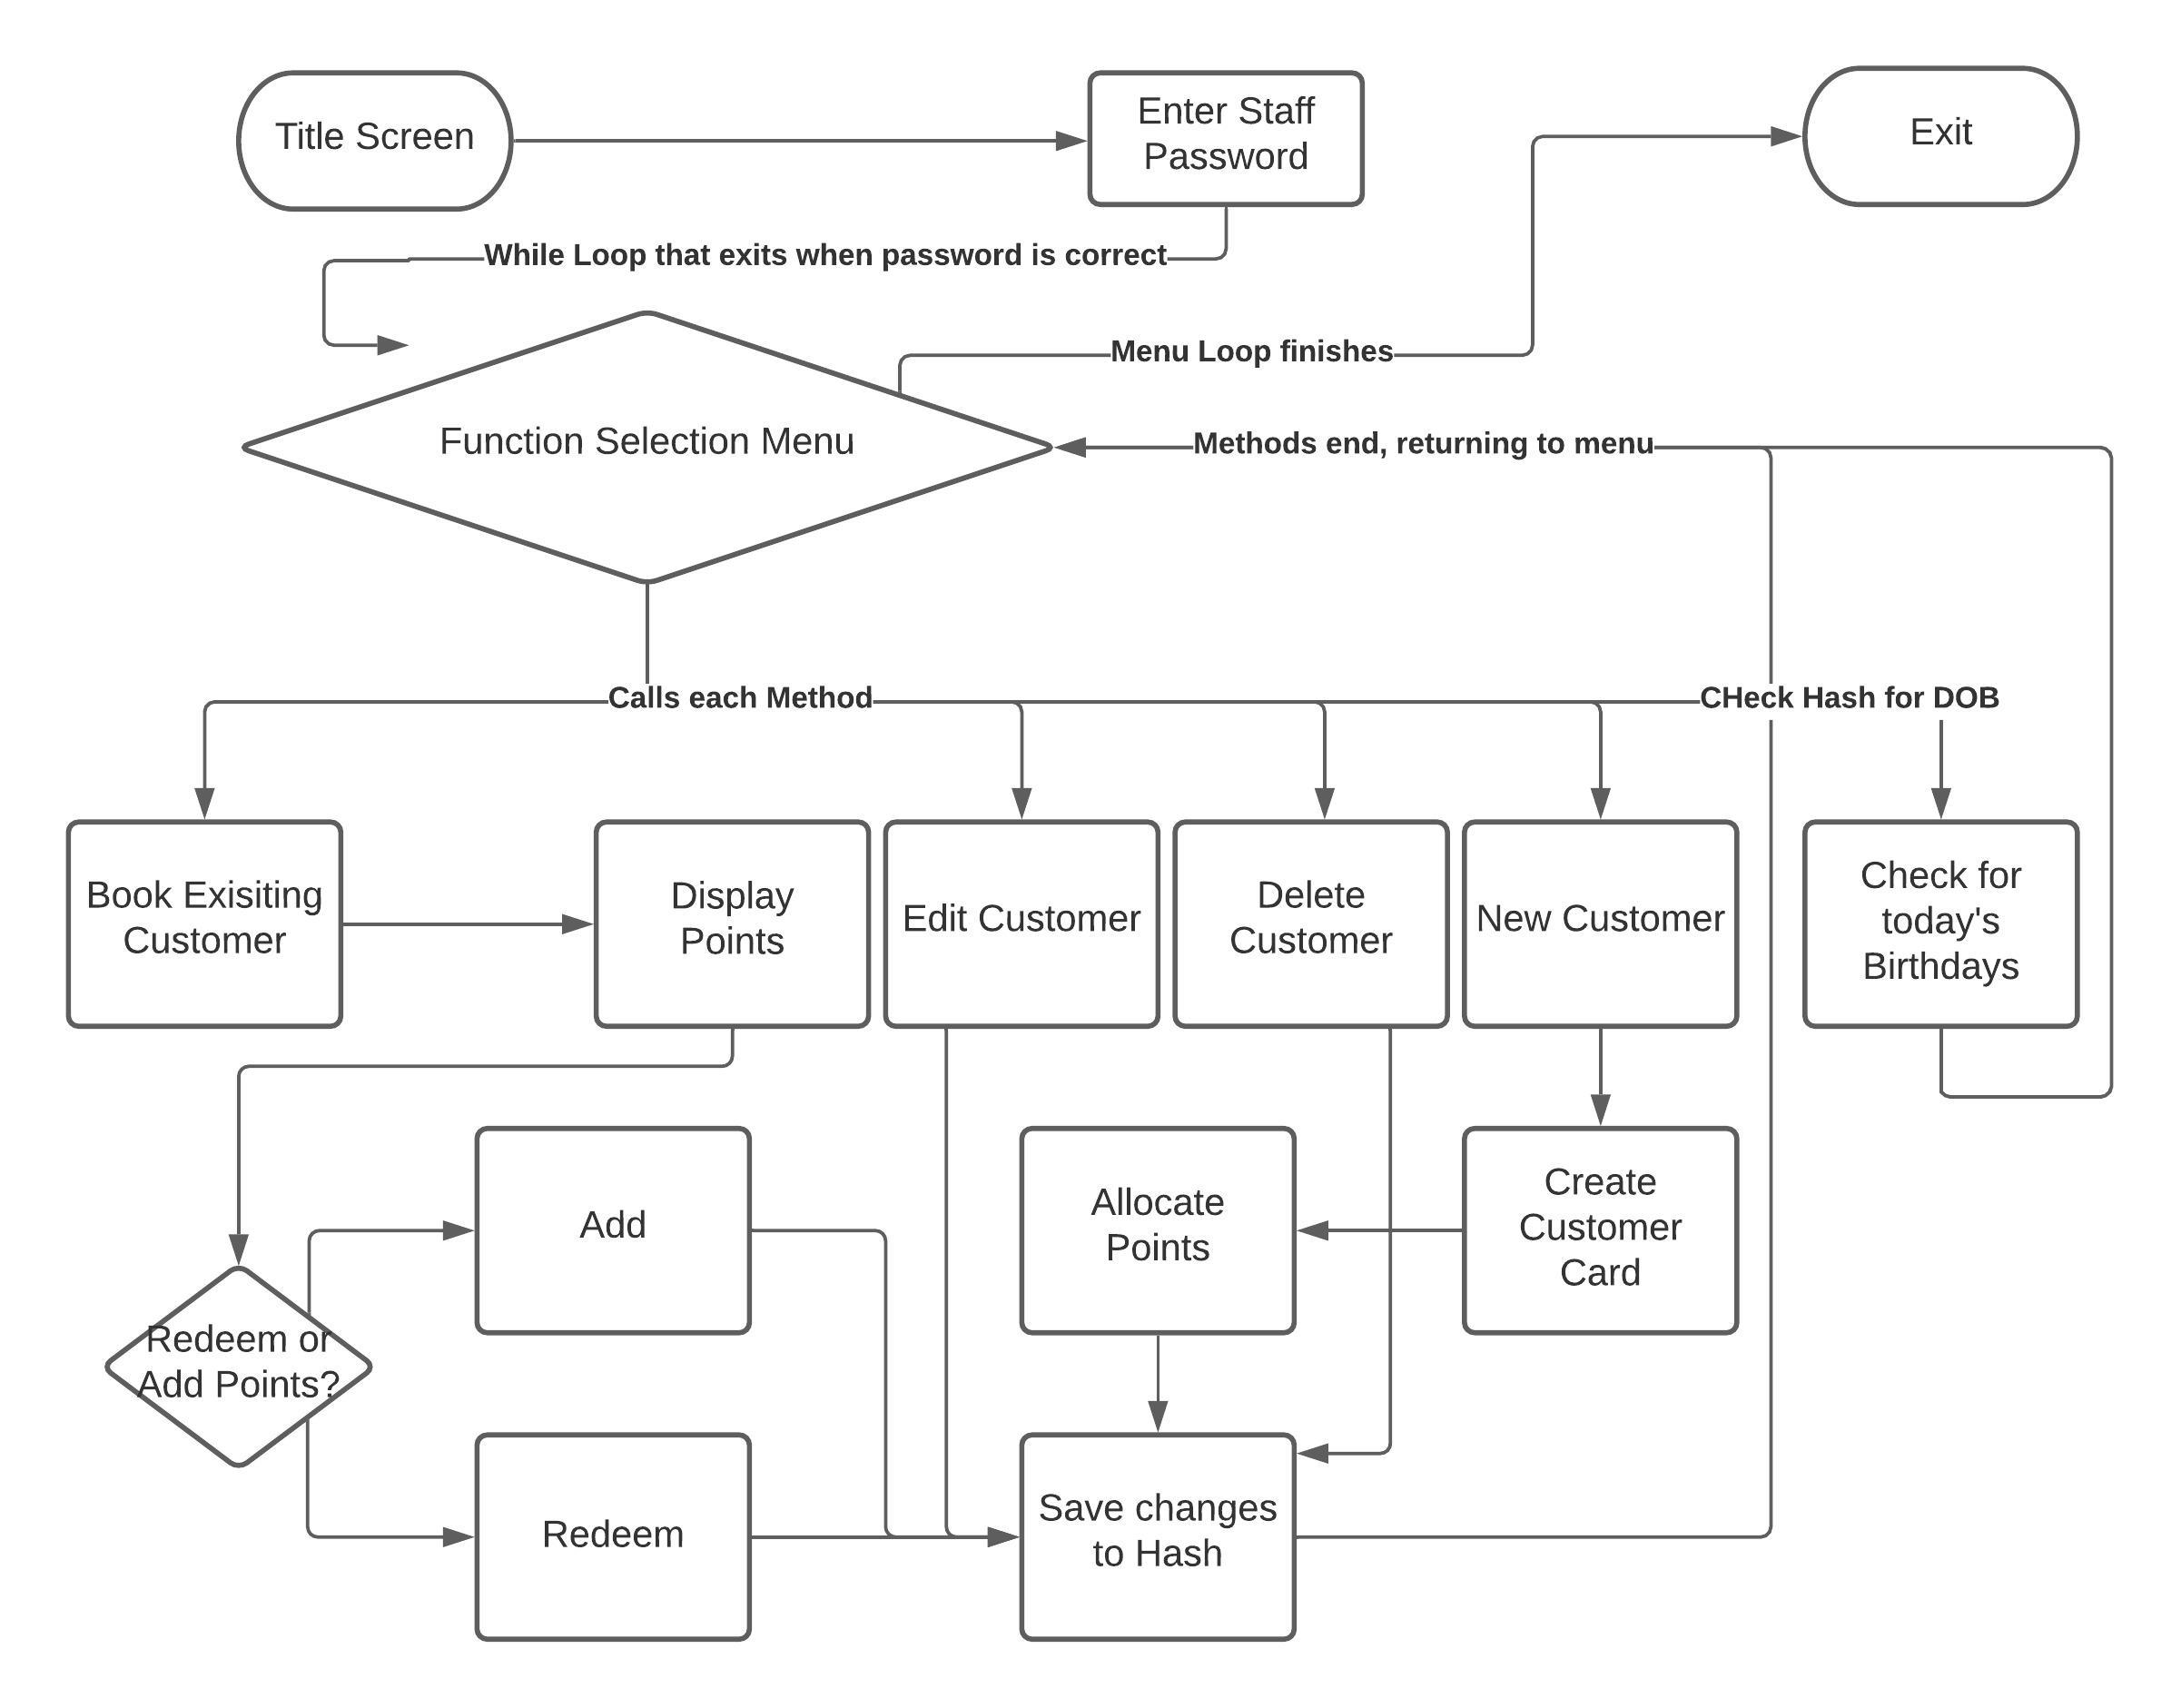 Title Screen
Enter Staff
Password
Exit
While Loop that exits when password is correct
Menu Loop finishes
Function Selection Menu
Methods end, returning to menu
Calls each Method
CHeck Hash for DOB
Book Exisiting
Customer
Display
Points
Edit Customer
Delete
Customer
New Customer
Check for
today's
Birthdays
Add
Allocate
Points
Create
Customer
Card
Redeem or
Add Points?
Redeem
Save changes
to Hash